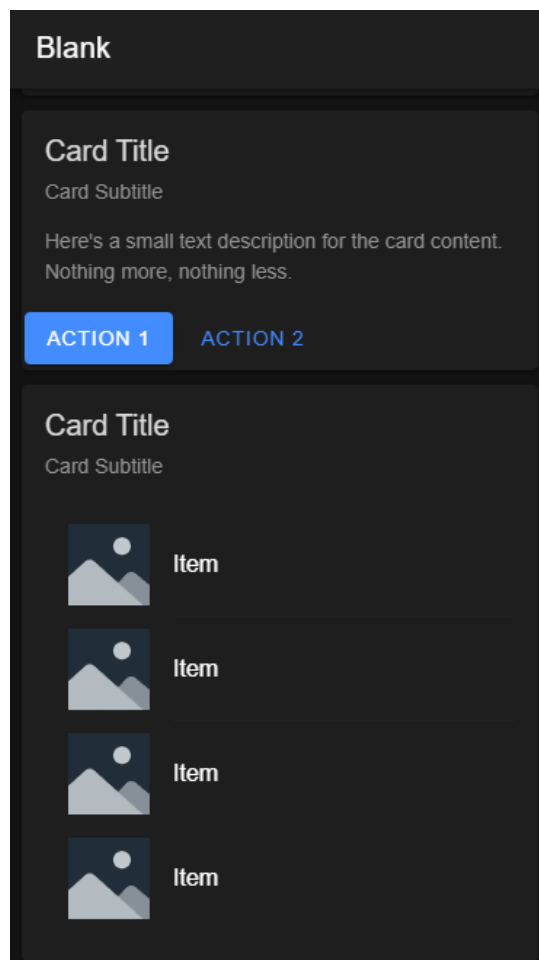 Blank
Card Title
Card Subtitle
Here's a small text description for the card content.
Nothing more, nothing less.
ACTION 1 ACTION 2
Card Title
Card Subtitle
Item
Item
Item
Item